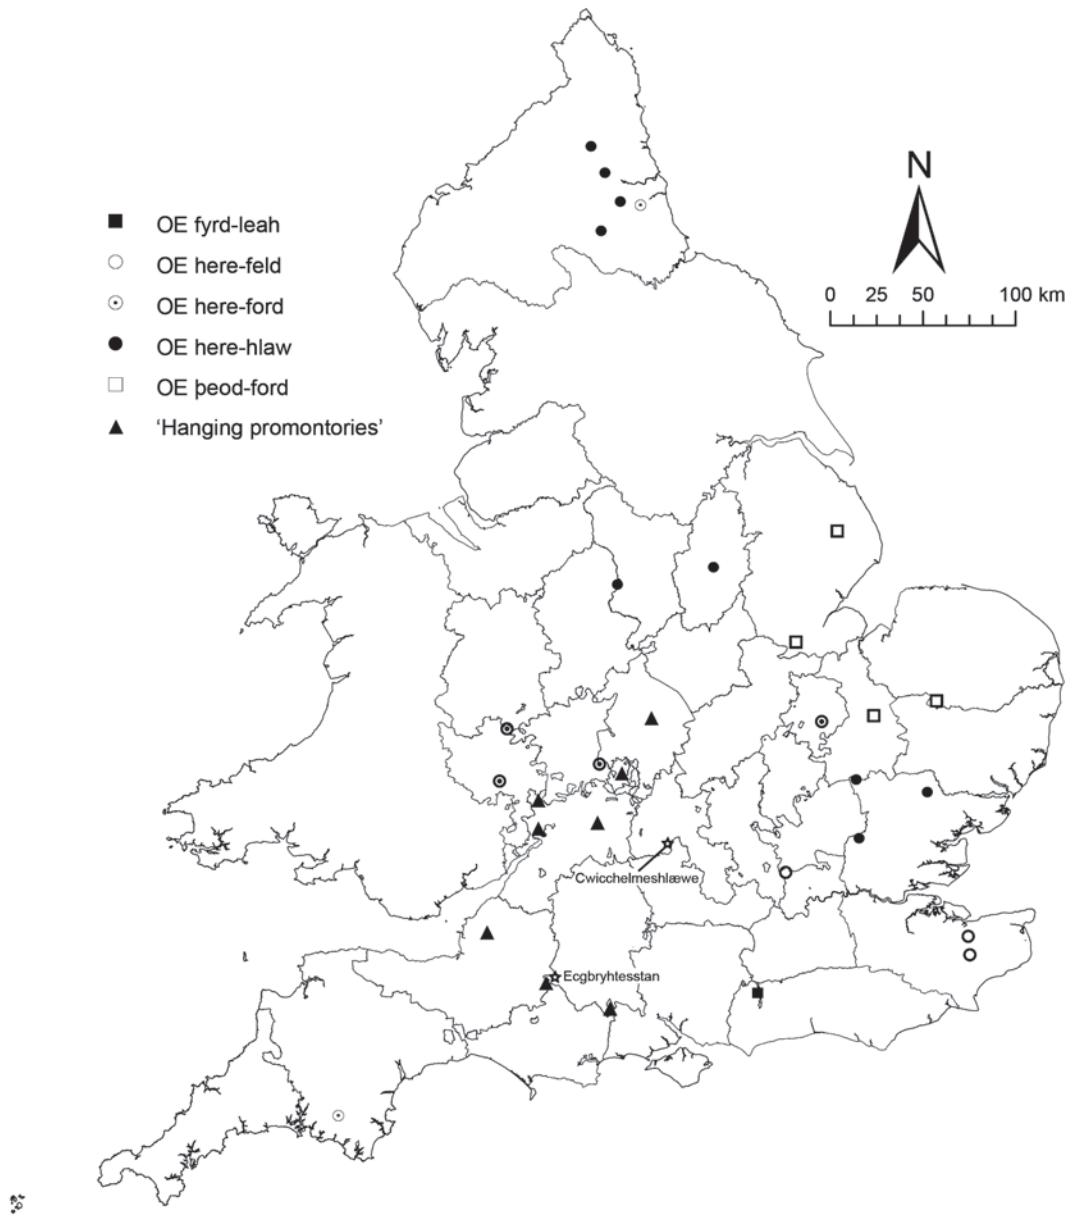 N
0 25 50 100 km
OE fyrd-leah
OE here-feld
OE here-ford
OE here-hlaw
OE þeod-ford
‘Hanging promontories’
Cwicchelmeshlæwe
Ecgbryhtesstan